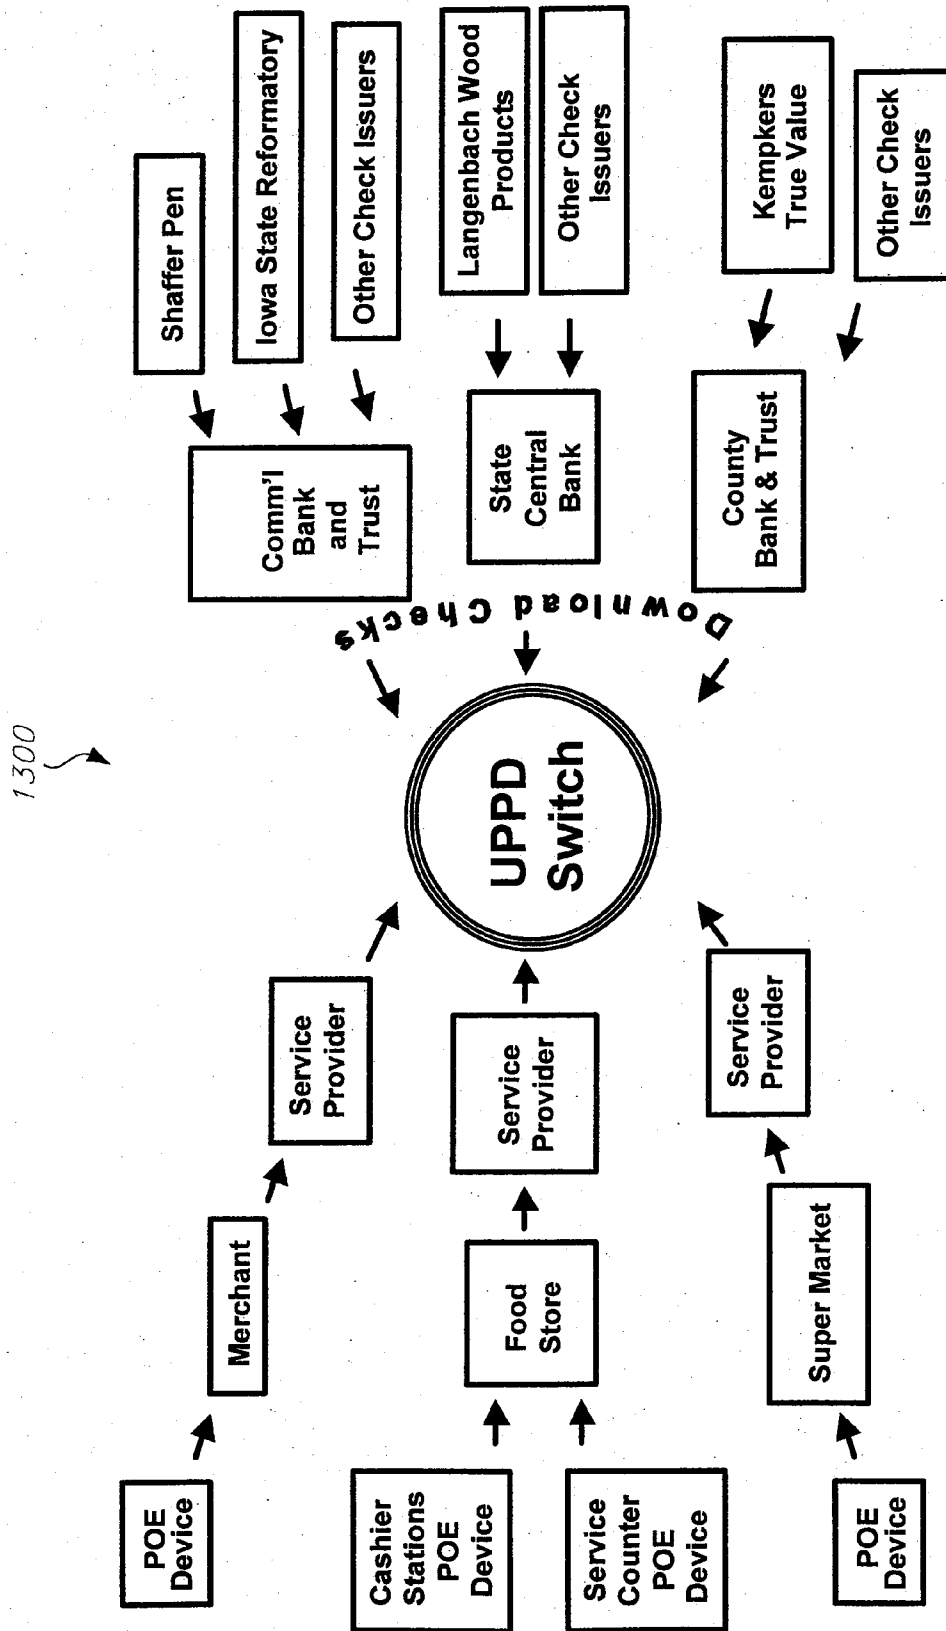 1300
POE
Device
Merchant
Service
Provider
Cashier
Stations
POE
Device
Service
Counter
POE
Device
Food
Store
Service
Provider
POE
Device
Super Market
Service
Provider
UPPD
Switch
Download Checks
Comm'l
Bank
and
Trust
Shaffer Pen
Iowa State Reformatory
Other Check Issuers
State
Central
Bank
Langenbach Wood
Products
Other Check
Issuers
County
Bank & Trust
Kempkers
True Value
Other Check
Issuers